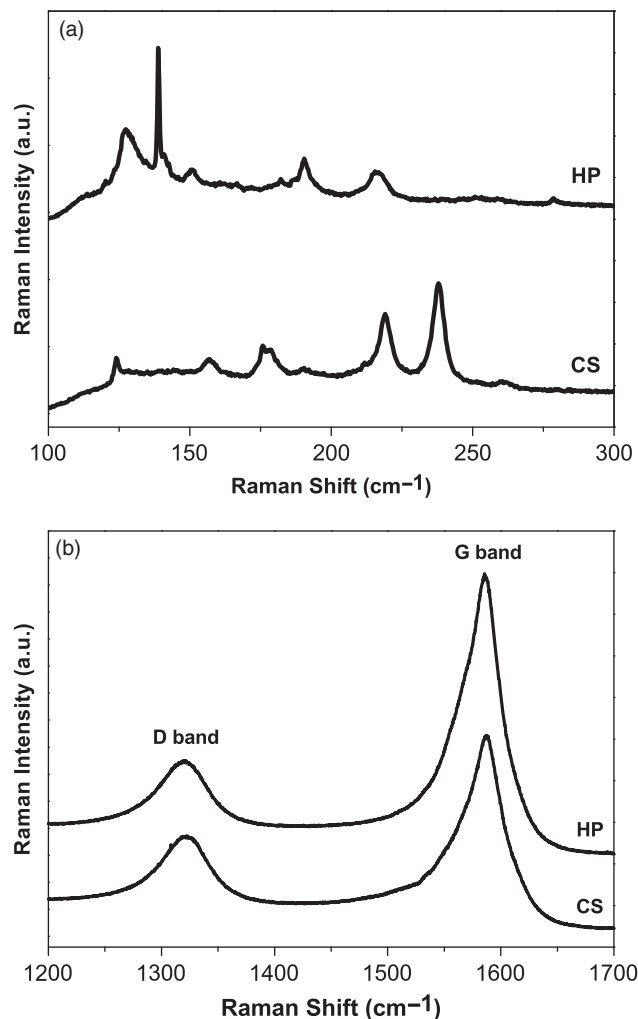 (a)
Raman Intensity (a.u.)
HP
CS
100 150 200 250 300
Raman Shift (cm−1)
(b)
G band
D band
Raman Intensity (a.u.)
HP
CS
1200 1300 1400 1500 1600 1700
Raman Shift (cm−1)